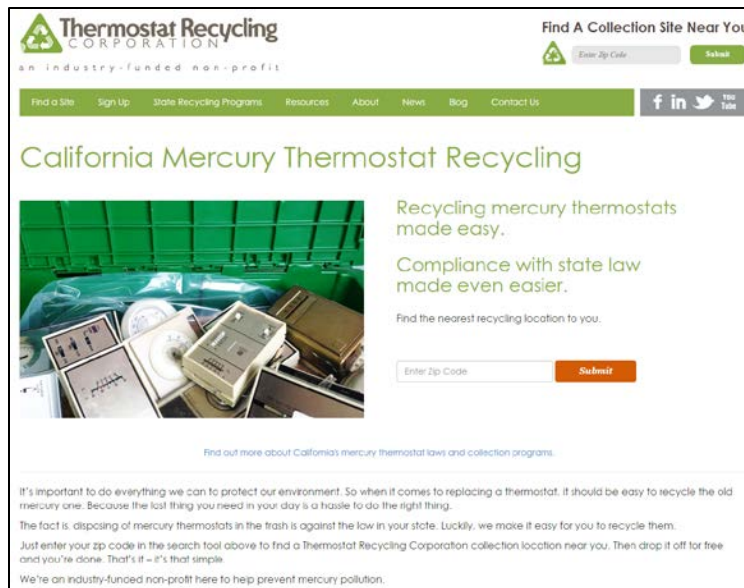 Thermostat Recycling
CORPORATION
an industry-funded non-profit
Find A Collection Site Near You
Enter Zip Code
Submit
Find a Site Sign Up State Recycling Programs Resources About News Blog Contact Us
f in You Tube
California Mercury Thermostat Recycling
Recycling mercury thermostats
made easy.
Compliance with state law
made even easier.
Find the nearest recycling location to you.
Enter Zip Code
Submit
Find out more about California's mercury thermostat laws and collection programs.
It's important to do everything we can to protect our environment. So when it comes to replacing a thermostat, it should be easy to recycle the old
mercury one. Because the last thing you need in your day is a hassle to do the right thing.
The fact is, disposing of mercury thermostats in the trash is against the law in your state. Luckily, we make it easy for you to recycle them.
Just enter your zip code in the search tool above to find a Thermostat Recycling Corporation collection location near you. Then drop it off for free
and you're done. That's it – it's that simple.
We're an industry-funded non-profit here to help prevent mercury pollution.